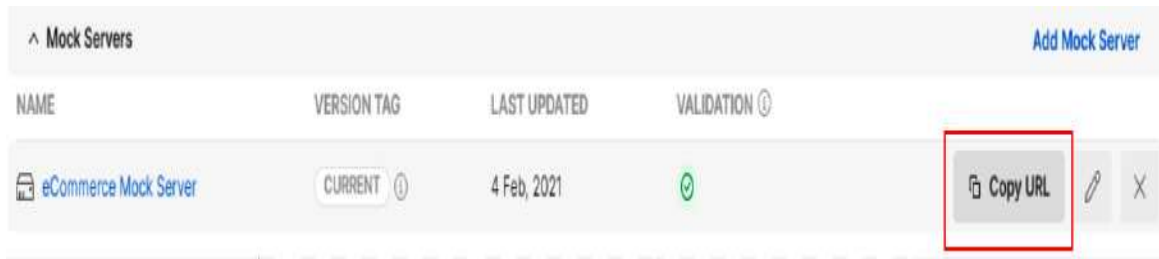 Mock Servers Add Mock Server
NAME VERSION TAG LAST UPDATED VALIDATION
eCommerce Mock Server CURRENT 4 Feb, 2021 Copy URL